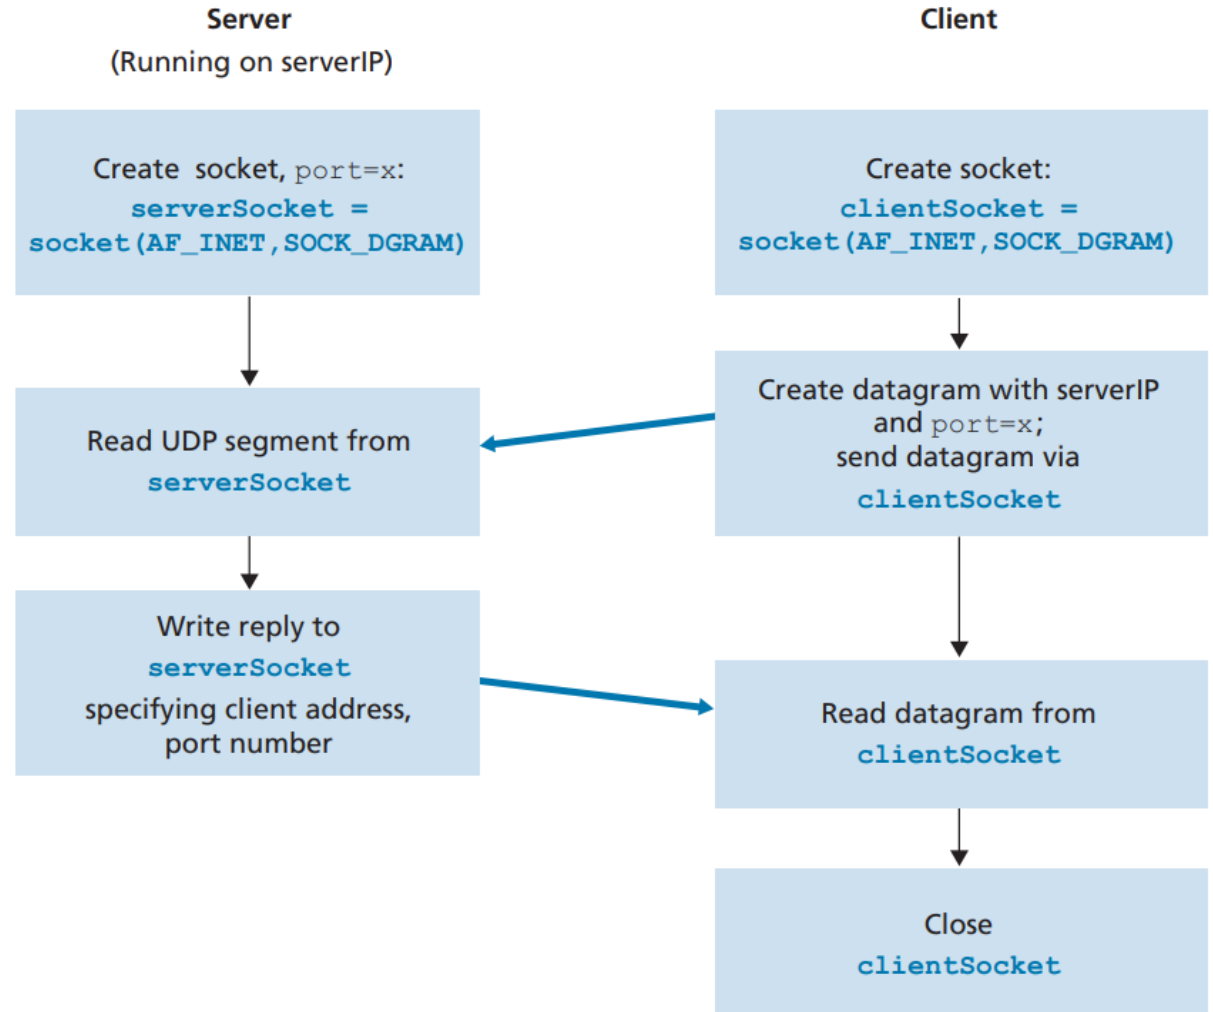 Server
(Running on serverIP)
Create socket, port=x:
serverSocket =
socket(AF_INET,SOCK_DGRAM)
Read UDP segment from
serverSocket
Write reply to
serverSocket
specifying client address,
port number
Client
Create socket:
clientSocket =
socket(AF_INET,SOCK_DGRAM)
Create datagram with serverIP
and port=x;
send datagram via
clientSocket
Read datagram from
clientSocket
Close
clientSocket